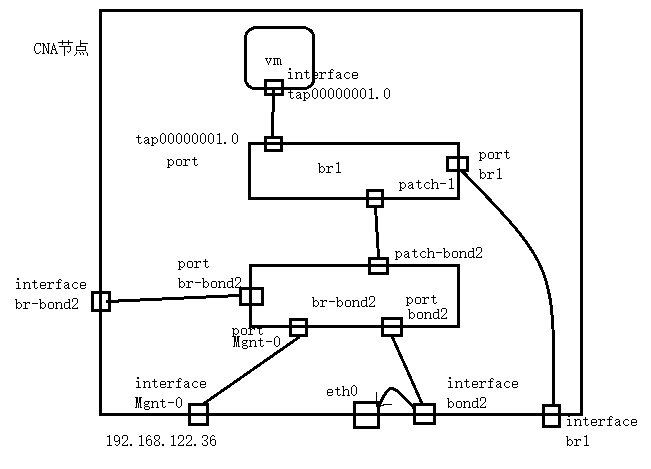 CNA节点
vm
interface
tap00000001.0
tap00000001.0
port
br1
port
br1
patch-1
patch-bond2
interface
br-bond2
port
br-bond2
br-bond2
port
bond2
port
Mgnt-0
interface
Mgnt-0
eth0
interface
bond2
192.168.122.36
interface
br1